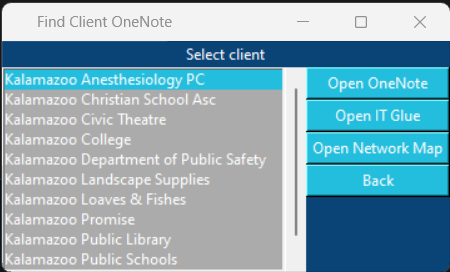 Find Client OneNote
Select client
Kalamazoo Anesthesiology PC
Kalamazoo Christian School Asc
Kalamazoo Civic Theatre
Kalamazoo College
Kalamazoo Department of Public Safety
Kalamazoo Landscape Supplies
Kalamazoo Loaves & Fishes
Kalamazoo Promise
Kalamazoo Public Library
Kalamazoo Public Schools
Open OneNote
Open IT Glue
Open Network Map
Back